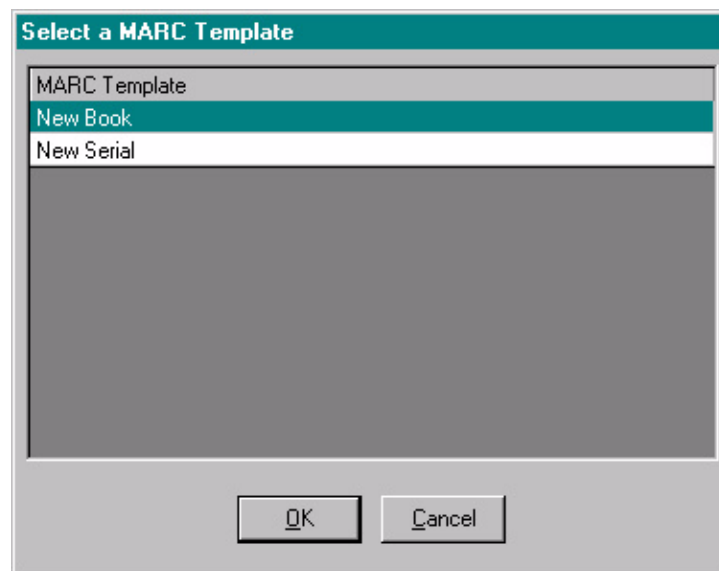 Select a MARC Template
MARC Template
New Book
New Serial
OK
Cancel